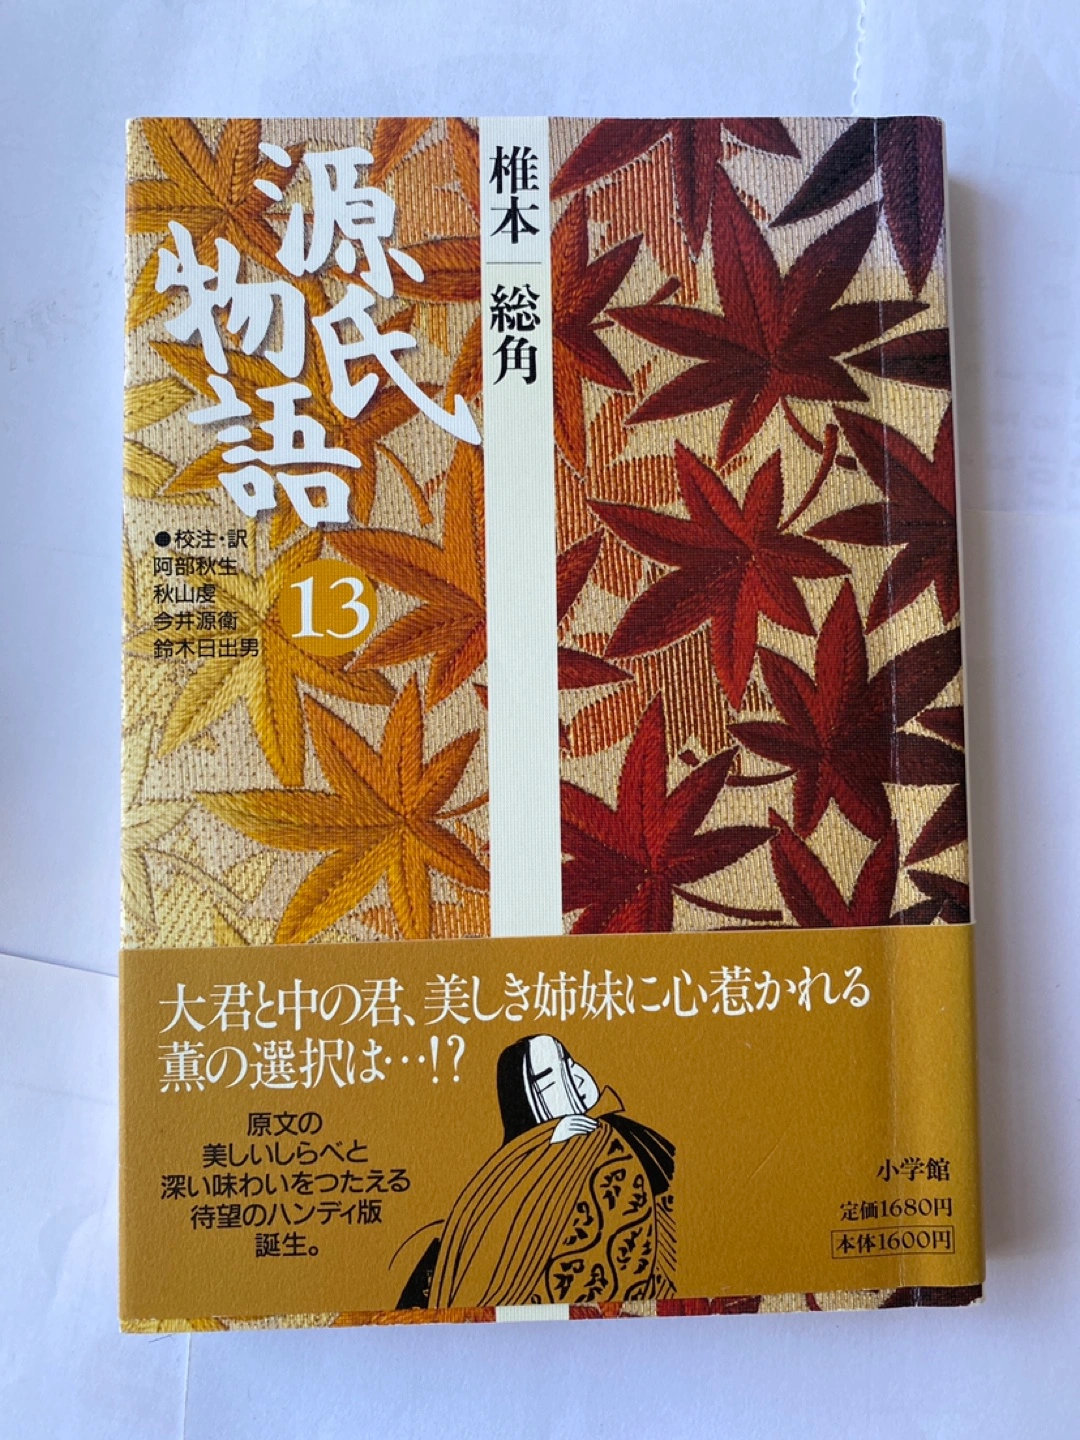 源氏
物語
椎本|総角
●校注・訳
阿部秋生
秋山虔
今井源衛
鈴木日出男
13
大君と中の君、美しき姉妹に心惹かれる
薫の選択は…!?
原文の
美しいしらべと
深い味わいをつたえる
待望のハンディ版
誕生。
小学館
定価1680円
本体1600円